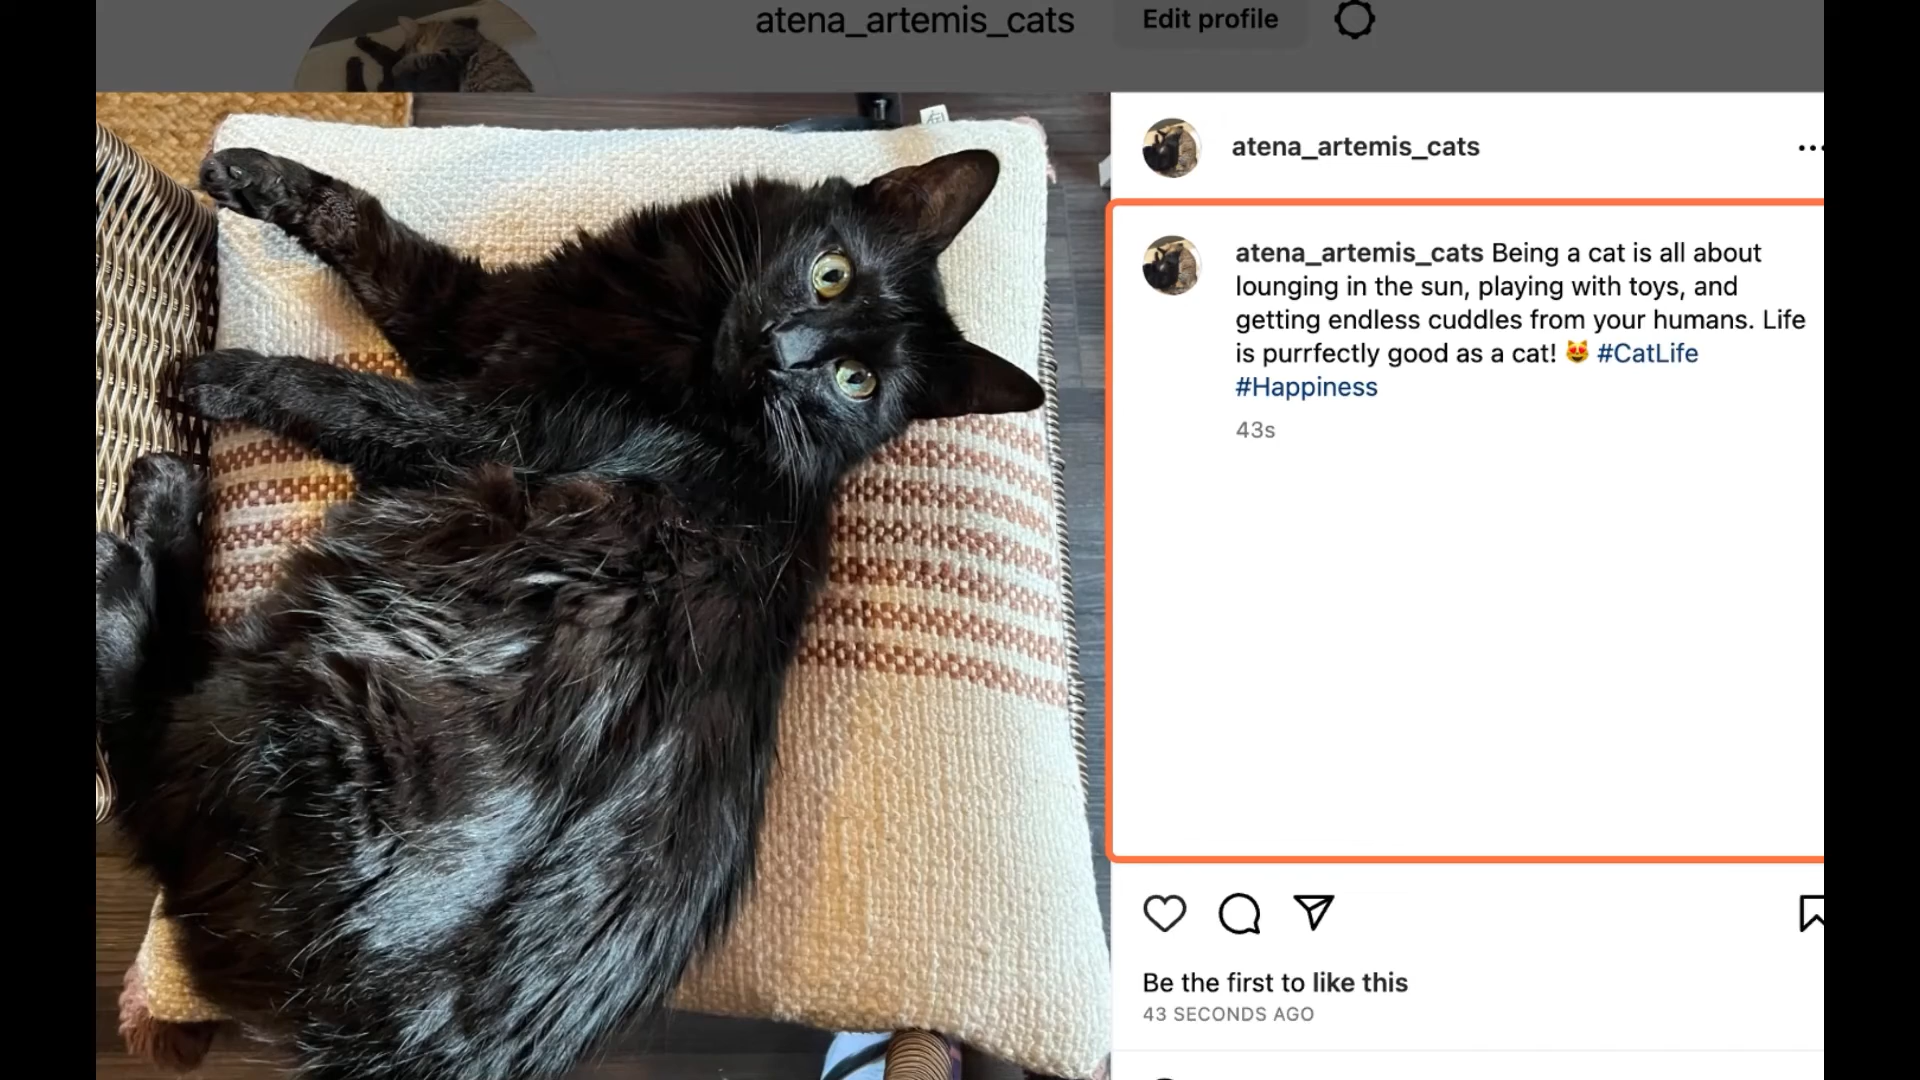 atena_artemis_cats Edit profile
atena_artemis_cats
atena_artemis_cats Being a cat is all about
lounging in the sun, playing with toys, and
getting endless cuddles from your humans. Life
is purrfectly good as a cat! 😻 #CatLife
#Happiness
43s
Be the first to like this
43 SECONDS AGO